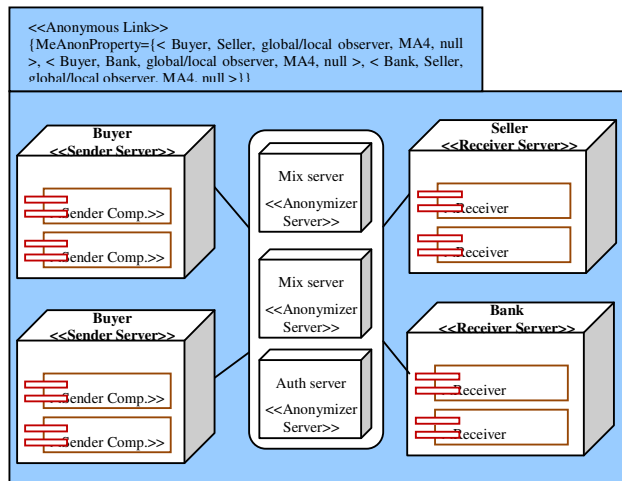 <<Anonymous Link>>
{MeAnonProperty={< Buyer, Seller, global/local observer, MA4, null
>, < Buyer, Bank, global/local observer, MA4, null >, < Bank, Seller,
global/local observer, MA4, null >}}
Buyer
<<Sender Server>>
Sender Comp.>>
Sender Comp.>>
Buyer
<<Sender Server>>
Sender Comp.>>
Sender Comp.>>
Mix server
<<Anonymizer
Server>>
Mix server
<<Anonymizer
Server>>
Auth server
<<Anonymizer
Server>>
Seller
<<Receiver Server>>
Receiver
Receiver
Bank
<<Receiver Server>>
Receiver
Receiver